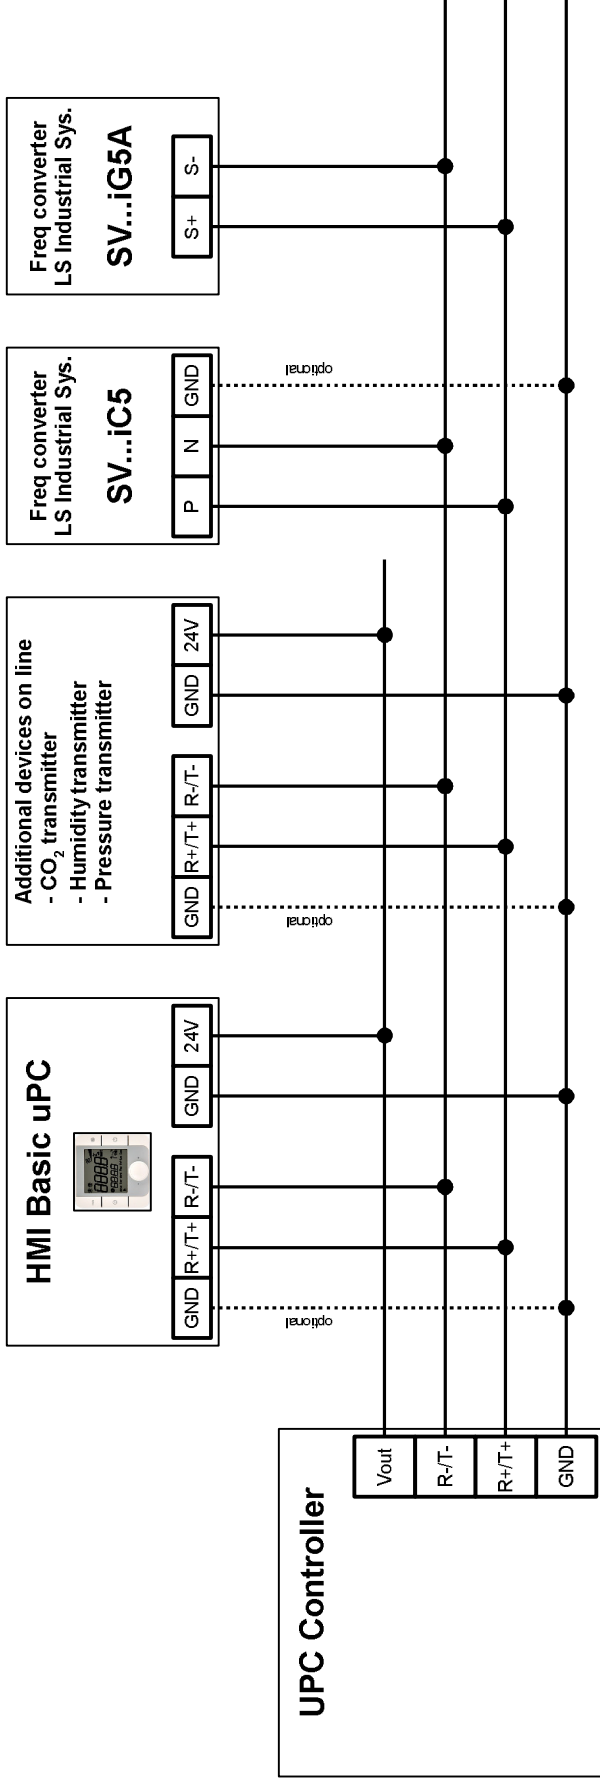 HMI Basic uPC
GND
R+/T+
R-/T-
GND
24V
optional
Additional devices on line
- CO₂ transmitter
- Humidity transmitter
- Pressure transmitter
GND
R+/T+
R-/T-
GND
24V
optional
Freq converter
LS Industrial Sys.
SV...iC5
P
N
GND
optional
Freq converter
LS Industrial Sys.
SV...iG5A
S+
S-
UPC Controller
Vout
R-/T-
R+/T+
GND